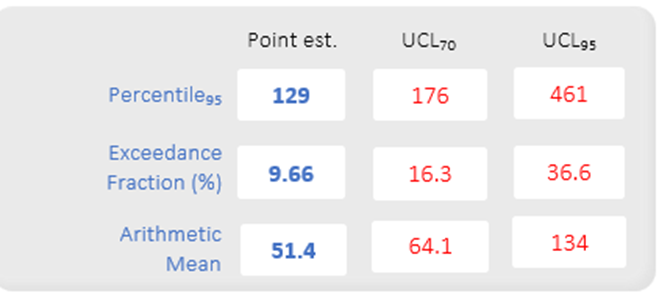 Point est. UCL70 UCL95
Percentile95 129 176 461
Exceedance
Fraction (%) 9.66 16.3 36.6
Arithmetic
Mean 51.4 64.1 134